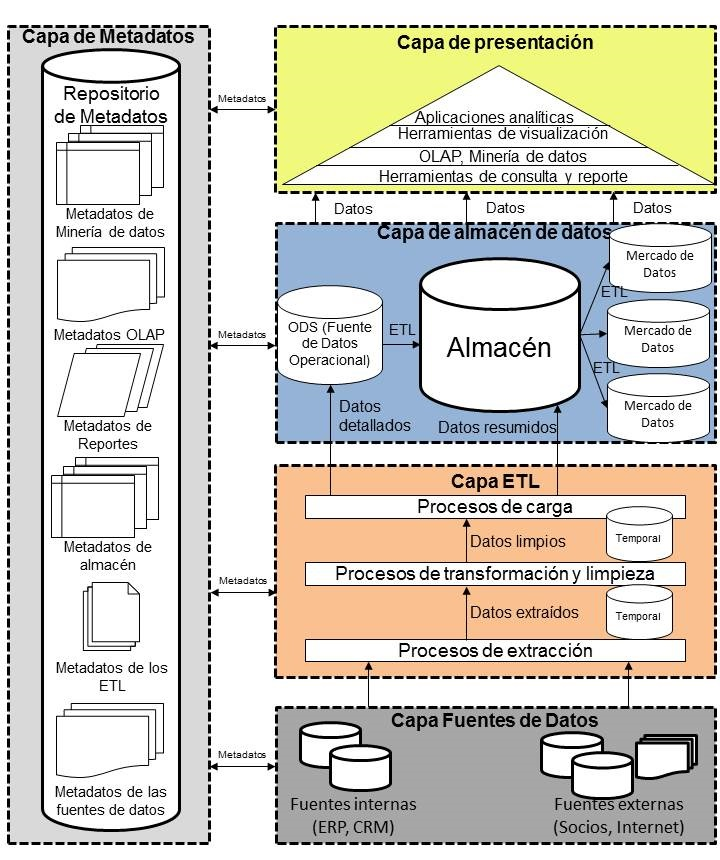 Capa de Metadatos
Repositorio
de Metadatos
Metadatos de
Minería de datos
Metadatos OLAP
Metadatos de
Reportes
Metadatos de
almacén
Metadatos de los
ETL
Metadatos de las
fuentes de datos
Metadatos
Metadatos
Metadatos
Metadatos
Capa de presentación
Aplicaciones analíticas
Herramientas de visualización
OLAP, Minería de datos
Herramientas de consulta y reporte
Datos
Datos
Datos
Capa de almacén de datos
ODS (Fuente
de Datos
Operacional)
ETL
Almacén
ETL
ETL
Mercado de
Datos
Mercado de
Datos
Mercado de
Datos
Datos
detallados
Datos resumidos
Capa ETL
Procesos de carga
Datos limpios
Temporal
Procesos de transformación y limpieza
Datos extraídos
Temporal
Procesos de extracción
Capa Fuentes de Datos
Fuentes internas
(ERP, CRM)
Fuentes externas
(Socios, Internet)